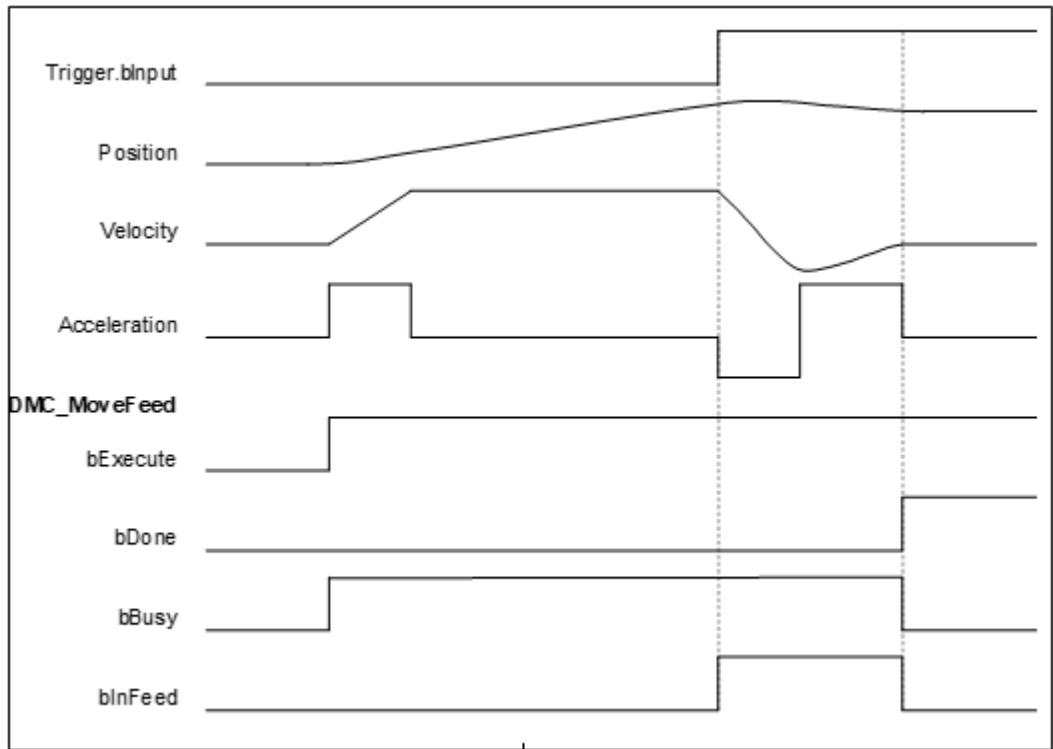 Trigger.bInput
Position
Velocity
Acceleration
DMC_MoveFeed
bExecute
bDone
bBusy
bInFeed